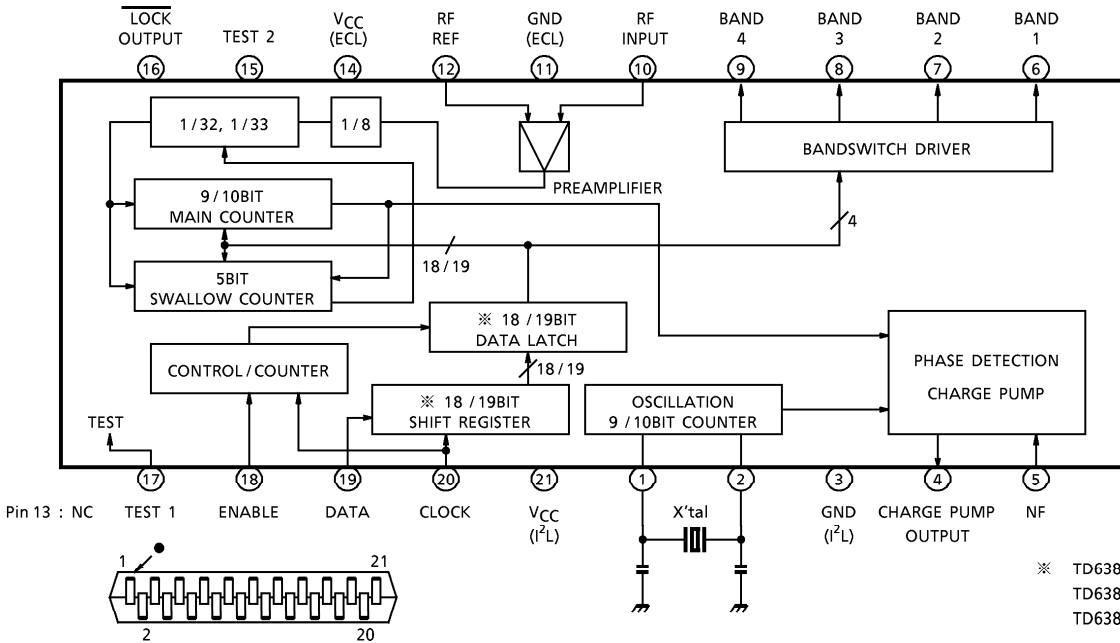 LOCK OUTPUT
TEST 2
VCC (ECL)
RF REF
GND (ECL)
RF INPUT
BAND 4
BAND 3
BAND 2
BAND 1
16
15
14
12
11
10
9
8
7
6
1/32, 1/33
1/8
PREAMPLIFIER
BANDSWITCH DRIVER
9/10BIT
MAIN COUNTER
4
18/19
5BIT
SWALLOW COUNTER
※ 18/19BIT
DATA LATCH
18/19
CONTROL/COUNTER
※ 18/19BIT
SHIFT REGISTER
OSCILLATION
9/10BIT COUNTER
PHASE DETECTION
CHARGE PUMP
TEST
17
18
19
20
21
1
2
3
4
5
Pin 13 : NC
TEST 1
ENABLE
DATA
CLOCK
VCC
(I²L)
X'tal
GND
(I²L)
CHARGE PUMP
OUTPUT
NF
1
21
2
20
※ TD638
TD638
TD638